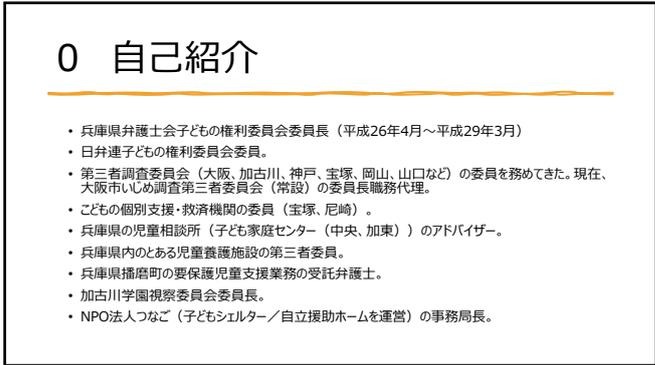 0 自己紹介
• 兵庫県弁護士会子どもの権利委員会委員長（平成26年4月～平成29年3月）
• 日弁連子どもの権利委員会委員。
• 第三者調査委員会（大阪、加古川、神戸、宝塚、岡山、山口など）の委員を務めてきた。現在、
大阪市いじめ調査第三者委員会（常設）の委員長職務代理。
• こどもの個別支援・救済機関の委員（宝塚、尼崎）。
• 兵庫県の児童相談所（子ども家庭センター（中央、加東））のアドバイザー。
• 兵庫県内のとある児童養護施設の第三者委員。
• 兵庫県播磨町の要保護児童支援業務の受託弁護士。
• 加古川学園視察委員会委員長。
• NPO法人つなご（子どもシェルター／自立援助ホームを運営）の事務局長。